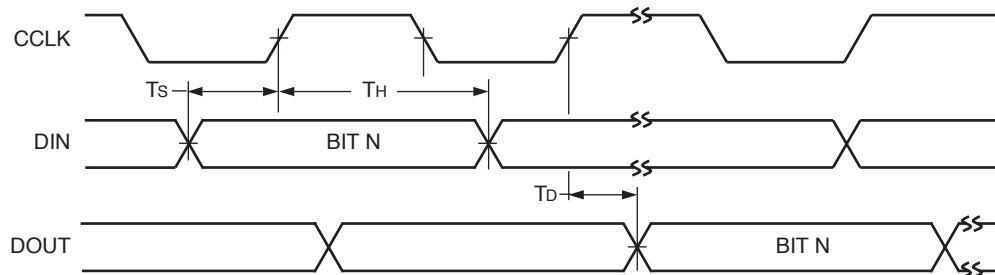 CCLK
TS
TH
DIN
BIT N
TD
DOUT
BIT N